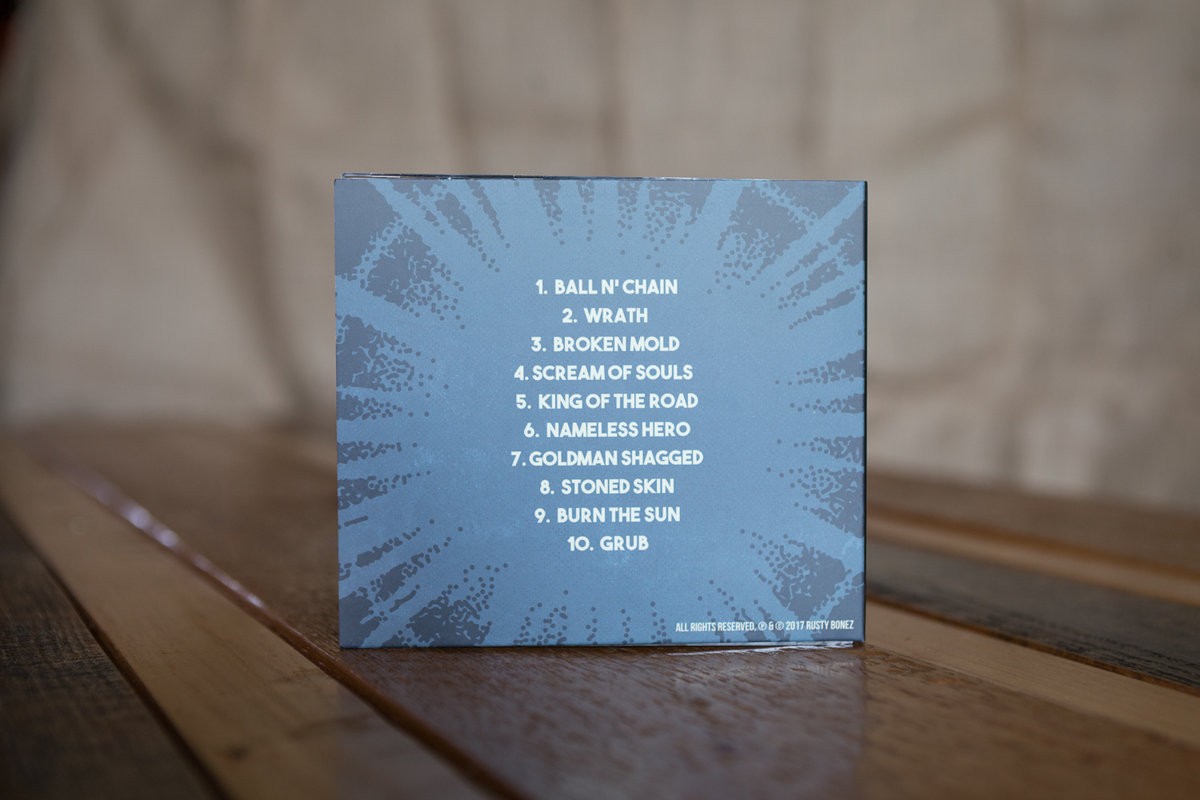 1. BALL N' CHAIN
2. WRATH
3. BROKEN MOLD
4. SCREAM OF SOULS
5. KING OF THE ROAD
6. NAMELESS HERO
7. GOLDMAN SHAGGED
8. STONED SKIN
9. BURN THE SUN
10. GRUB
ALL RIGHTS RESERVED. ℗ & © 2017 RUSTY BONEZ